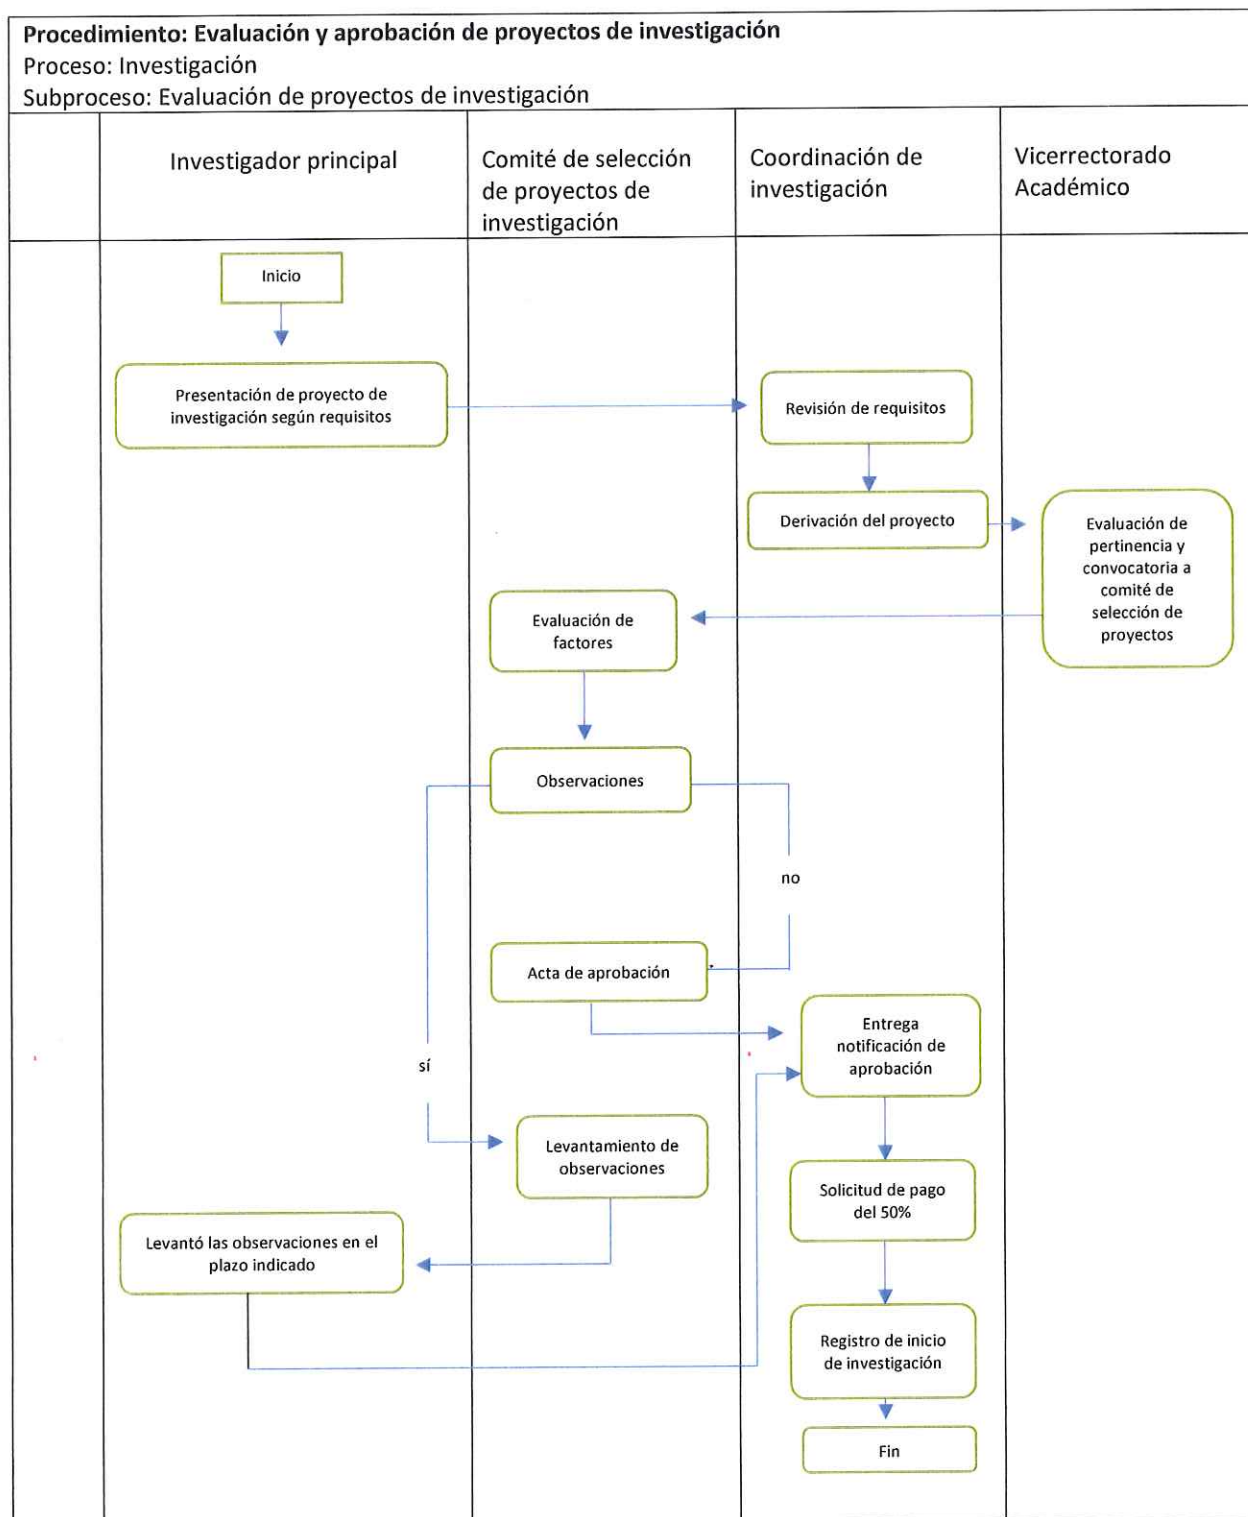 Procedimiento: Evaluación y aprobación de proyectos de investigación
Proceso: Investigación
Subproceso: Evaluación de proyectos de investigación
Investigador principal
Comité de selección
de proyectos de
investigación
Coordinación de
investigación
Vicerrectorado
Académico
Inicio
Presentación de proyecto de
investigación según requisitos
Revisión de requisitos
Derivación del proyecto
Evaluación de
pertinencia y
convocatoria a
comité de
selección de
proyectos
Evaluación de
factores
Observaciones
no
Acta de aprobación
Entrega
notificación de
aprobación
sí
Levantamiento de
observaciones
Solicitud de pago
del 50%
Levantó las observaciones en el
plazo indicado
Registro de inicio
de investigación
Fin